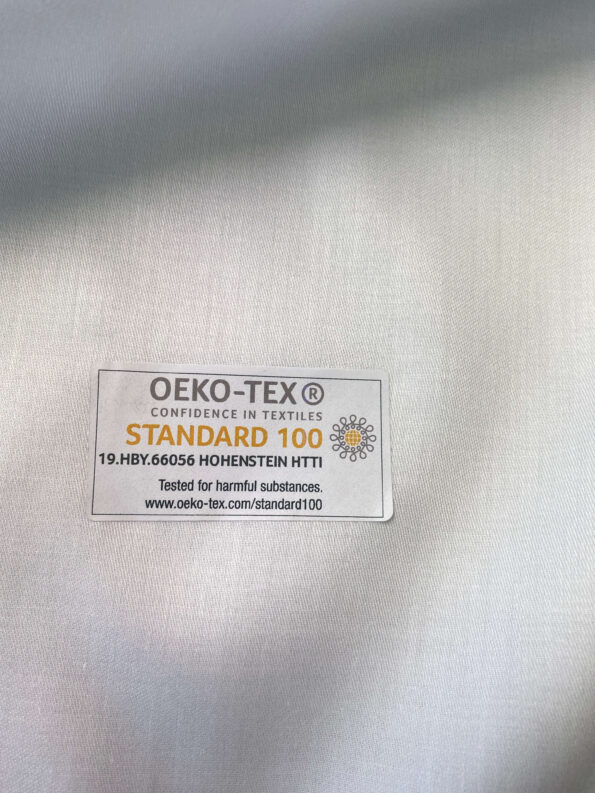 OEKO-TEX®
CONFIDENCE IN TEXTILES
STANDARD 100
19.HBY.66056 HOHENSTEIN HTTI
Tested for harmful substances.
www.oeko-tex.com/standard100